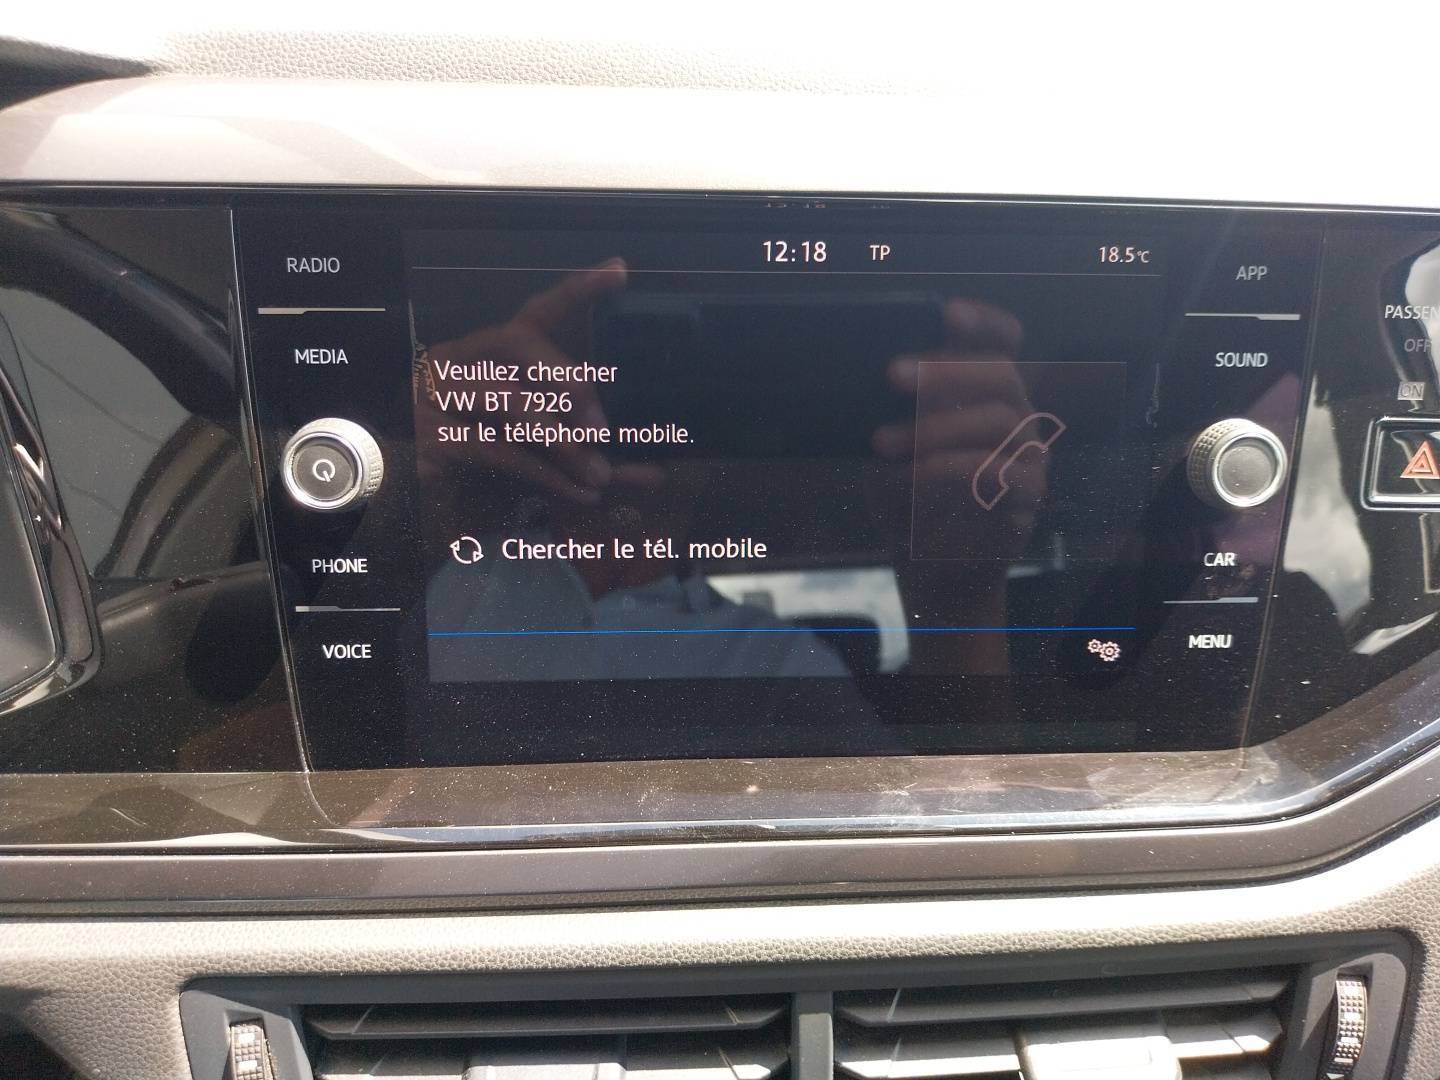 12:18 TP 18.5°C
RADIO
APP
PASSEN
OFF
MEDIA
SOUND
ON
Veuillez chercher
VW BT 7926
sur le téléphone mobile.
Chercher le tél. mobile
PHONE
CAR
VOICE
MENU